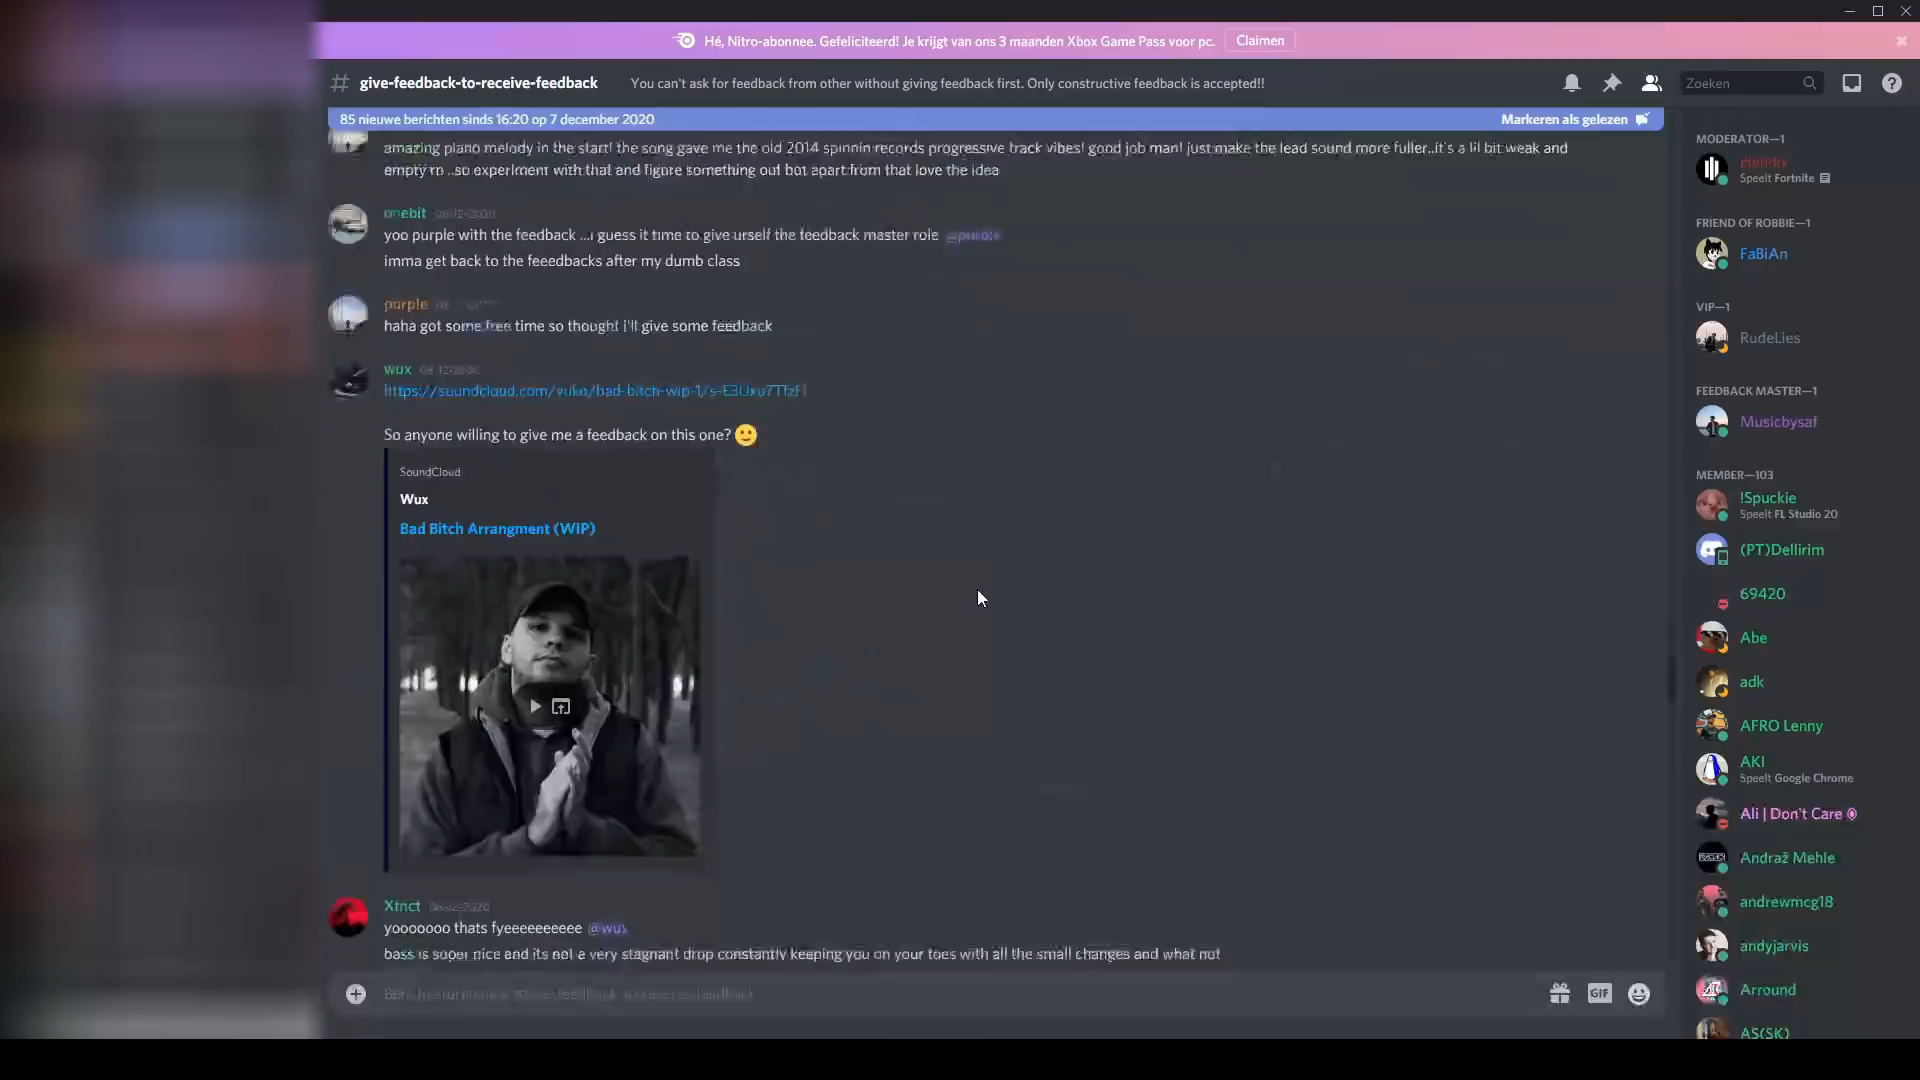 Hé, Nitro-abonnee. Gefeliciteerd! Je krijgt van ons 3 maanden Xbox Game Pass voor pc.
Claimen
give-feedback-to-receive-feedback
You can't ask for feedback from other without giving feedback first. Only constructive feedback is accepted!!
Zoeken
85 nieuwe berichten sinds 16:20 op 7 december 2020
Markeren als gelezen
amazing piano melody in the start! the song gave me the old 2014 spinnin records progressive track vibes! good job man! just make the lead sound more fuller..it's a lil bit weak and
empty rn ..so experiment with that and figure something out but apart from that love the idea
onebit
yoo purple with the feedback ...i guess it time to give urself the feedback master role @purple
imma get back to the feeedbacks after my dumb class
purple
haha got some free time so thought i'll give some feedback
wux
So anyone willing to give me a feedback on this one?
SoundCloud
Wux
Bad Bitch Arrangment (WIP)
Xtnct
yooooooo thats fyeeeeeeeeee @wux
bass is super nice and its not a very stagnant drop constantly keeping you on your toes with all the small changes and what not
GIF
MODERATOR—1
Speelt Fortnite
FRIEND OF ROBBIE—1
FaBiAn
VIP—1
RudeLies
FEEDBACK MASTER—1
Musicbysaf
MEMBER—103
!Spuckie
Speelt FL Studio 20
(PT)Dellirim
69420
Abe
adk
AFRO Lenny
AKI
Speelt Google Chrome
Ali | Don't Care
Andraž Mehle
andrewmcg18
andyjarvis
Arround
AS(SK)